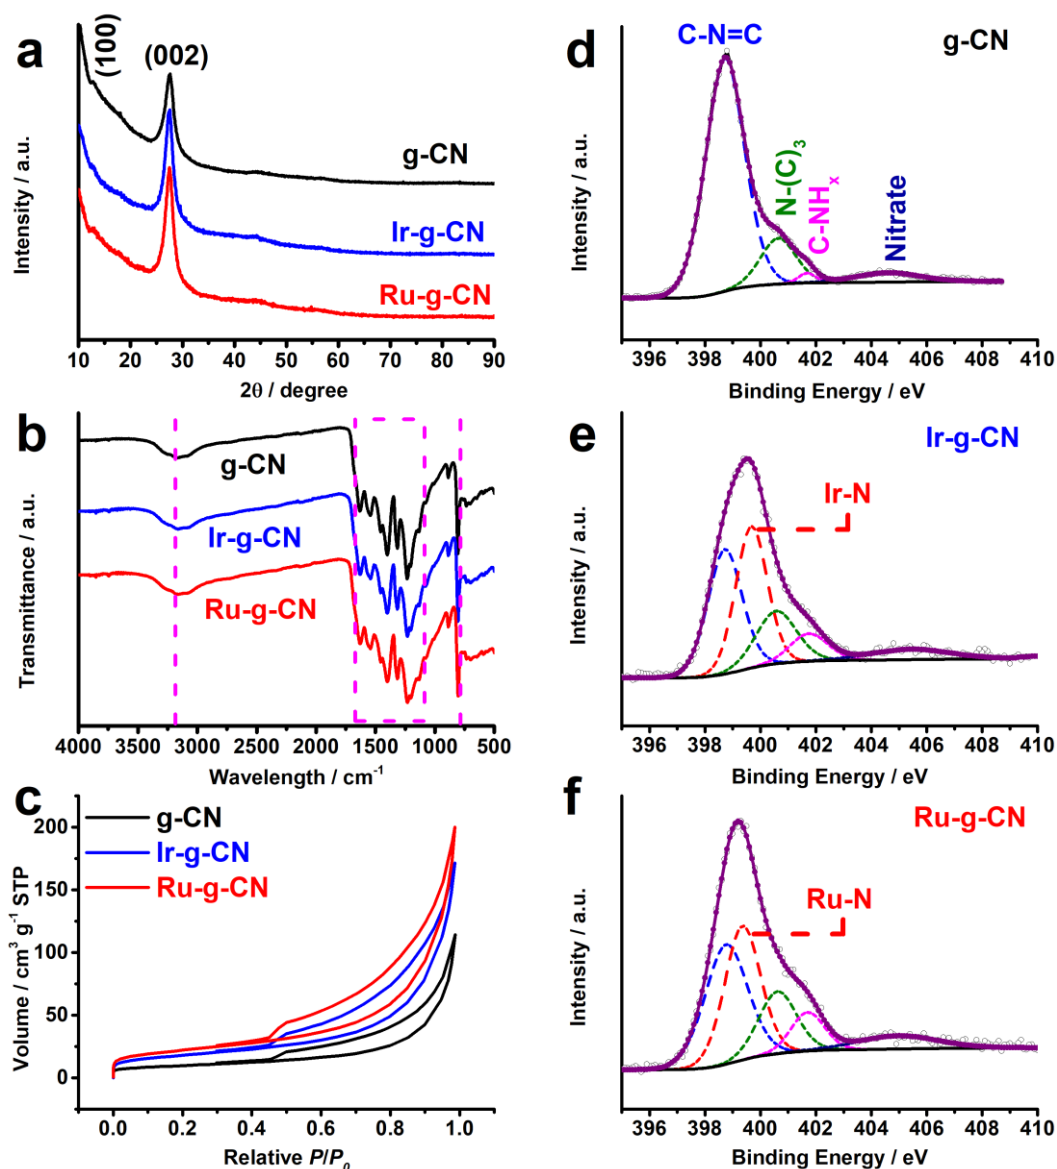 a
(100)
(002)
g-CN
Ir-g-CN
Ru-g-CN
Intensity / a.u.
10 20 30 40 50 60 70 80 90
2θ / degree
b
g-CN
Ir-g-CN
Ru-g-CN
Transmittance / a.u.
4000 3500 3000 2500 2000 1500 1000 500
Wavelength / cm⁻¹
c
g-CN
Ir-g-CN
Ru-g-CN
200
150
100
50
0
Volume / cm³ g⁻¹ STP
0.0 0.2 0.4 0.6 0.8 1.0
Relative P/P₀
d
C-N=C
g-CN
N-(C)₃
C-NHₓ
Nitrate
Intensity / a.u.
396 398 400 402 404 406 408 410
Binding Energy / eV
e
Ir-g-CN
Ir-N
Intensity / a.u.
396 398 400 402 404 406 408 410
Binding Energy / eV
f
Ru-g-CN
Ru-N
Intensity / a.u.
396 398 400 402 404 406 408 410
Binding Energy / eV